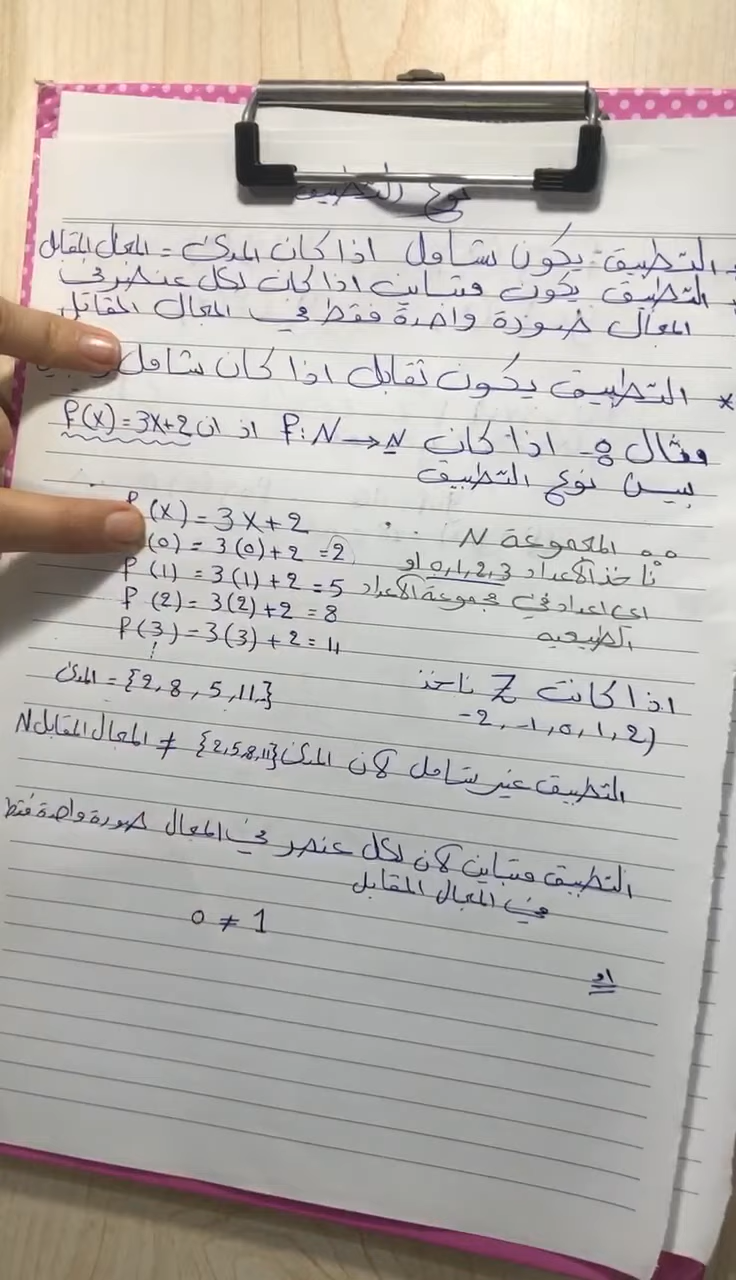 نوع التطبيق
التطبيق يكون شامل اذا كان المدى = المجال المقابل
التطبيق يكون متباين اذا كان لكل عنصر في
المجال صورة واحدة فقط في المجال المقابل
* التطبيق يكون تقابل اذا كان شامل
مثال :- اذا كان f: N → N اذ ان f(x) = 3x+2
بين نوع التطبيق
f(x) = 3x+2
(0) = 3(0)+2 = 2
f(1) = 3(1)+2 = 5
f(2) = 3(2)+2 = 8
f(3) = 3(3)+2 = 11
∵ المجموعة N
ناخذ الأعداد 0,1,2,3 او
اي اعداد في مجموعة الأعداد
الطبيعيه
اذا كانت Z ناخذ
-2, -1, 0, 1, 2)
المدى = {2, 8, 5, 11,}
التطبيق غير شامل لان المدى {2,5,8,11} ≠ المجال المقابل N
التطبيق متباين لان لكل عنصر في المجال صورة واحدة فقط
في المجال المقابل
0 ≠ 1
او